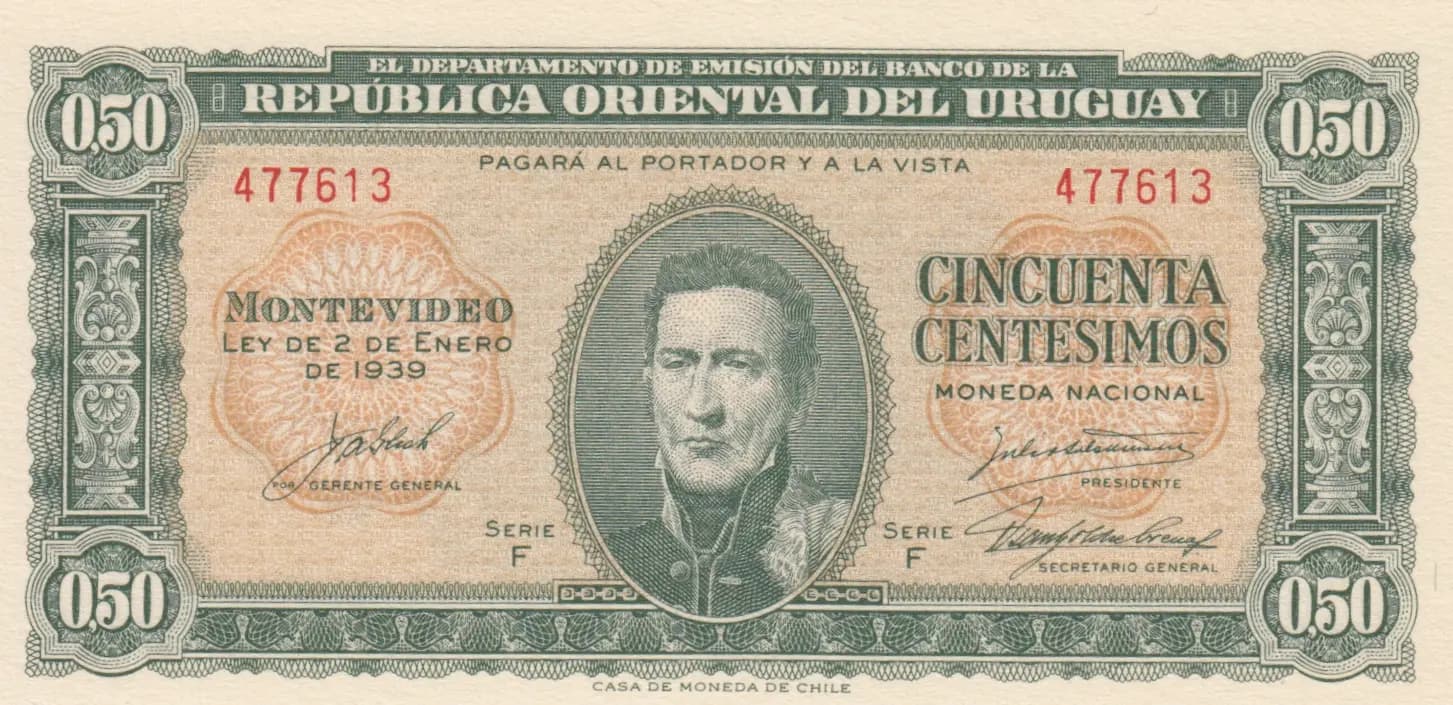 EL DEPARTAMENTO DE EMISIÓN DEL BANCO DE LA
REPÚBLICA ORIENTAL DEL URUGUAY
0,50
0,50
PAGARÁ AL PORTADOR Y A LA VISTA
477613
477613
MONTEVIDEO
LEY DE 2 DE ENERO
DE 1939
CINCUENTA
CENTESIMOS
MONEDA NACIONAL
POR GERENTE GENERAL
PRESIDENTE
SERIE
F
SERIE
F
SECRETARIO GENERAL
0,50
0,50
CASA DE MONEDA DE CHILE